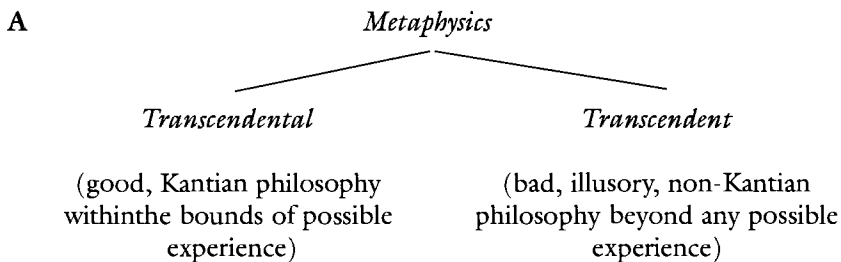 A
Metaphysics
Transcendental
Transcendent
(good, Kantian philosophy
withinthe bounds of possible
experience)
(bad, illusory, non-Kantian
philosophy beyond any possible
experience)